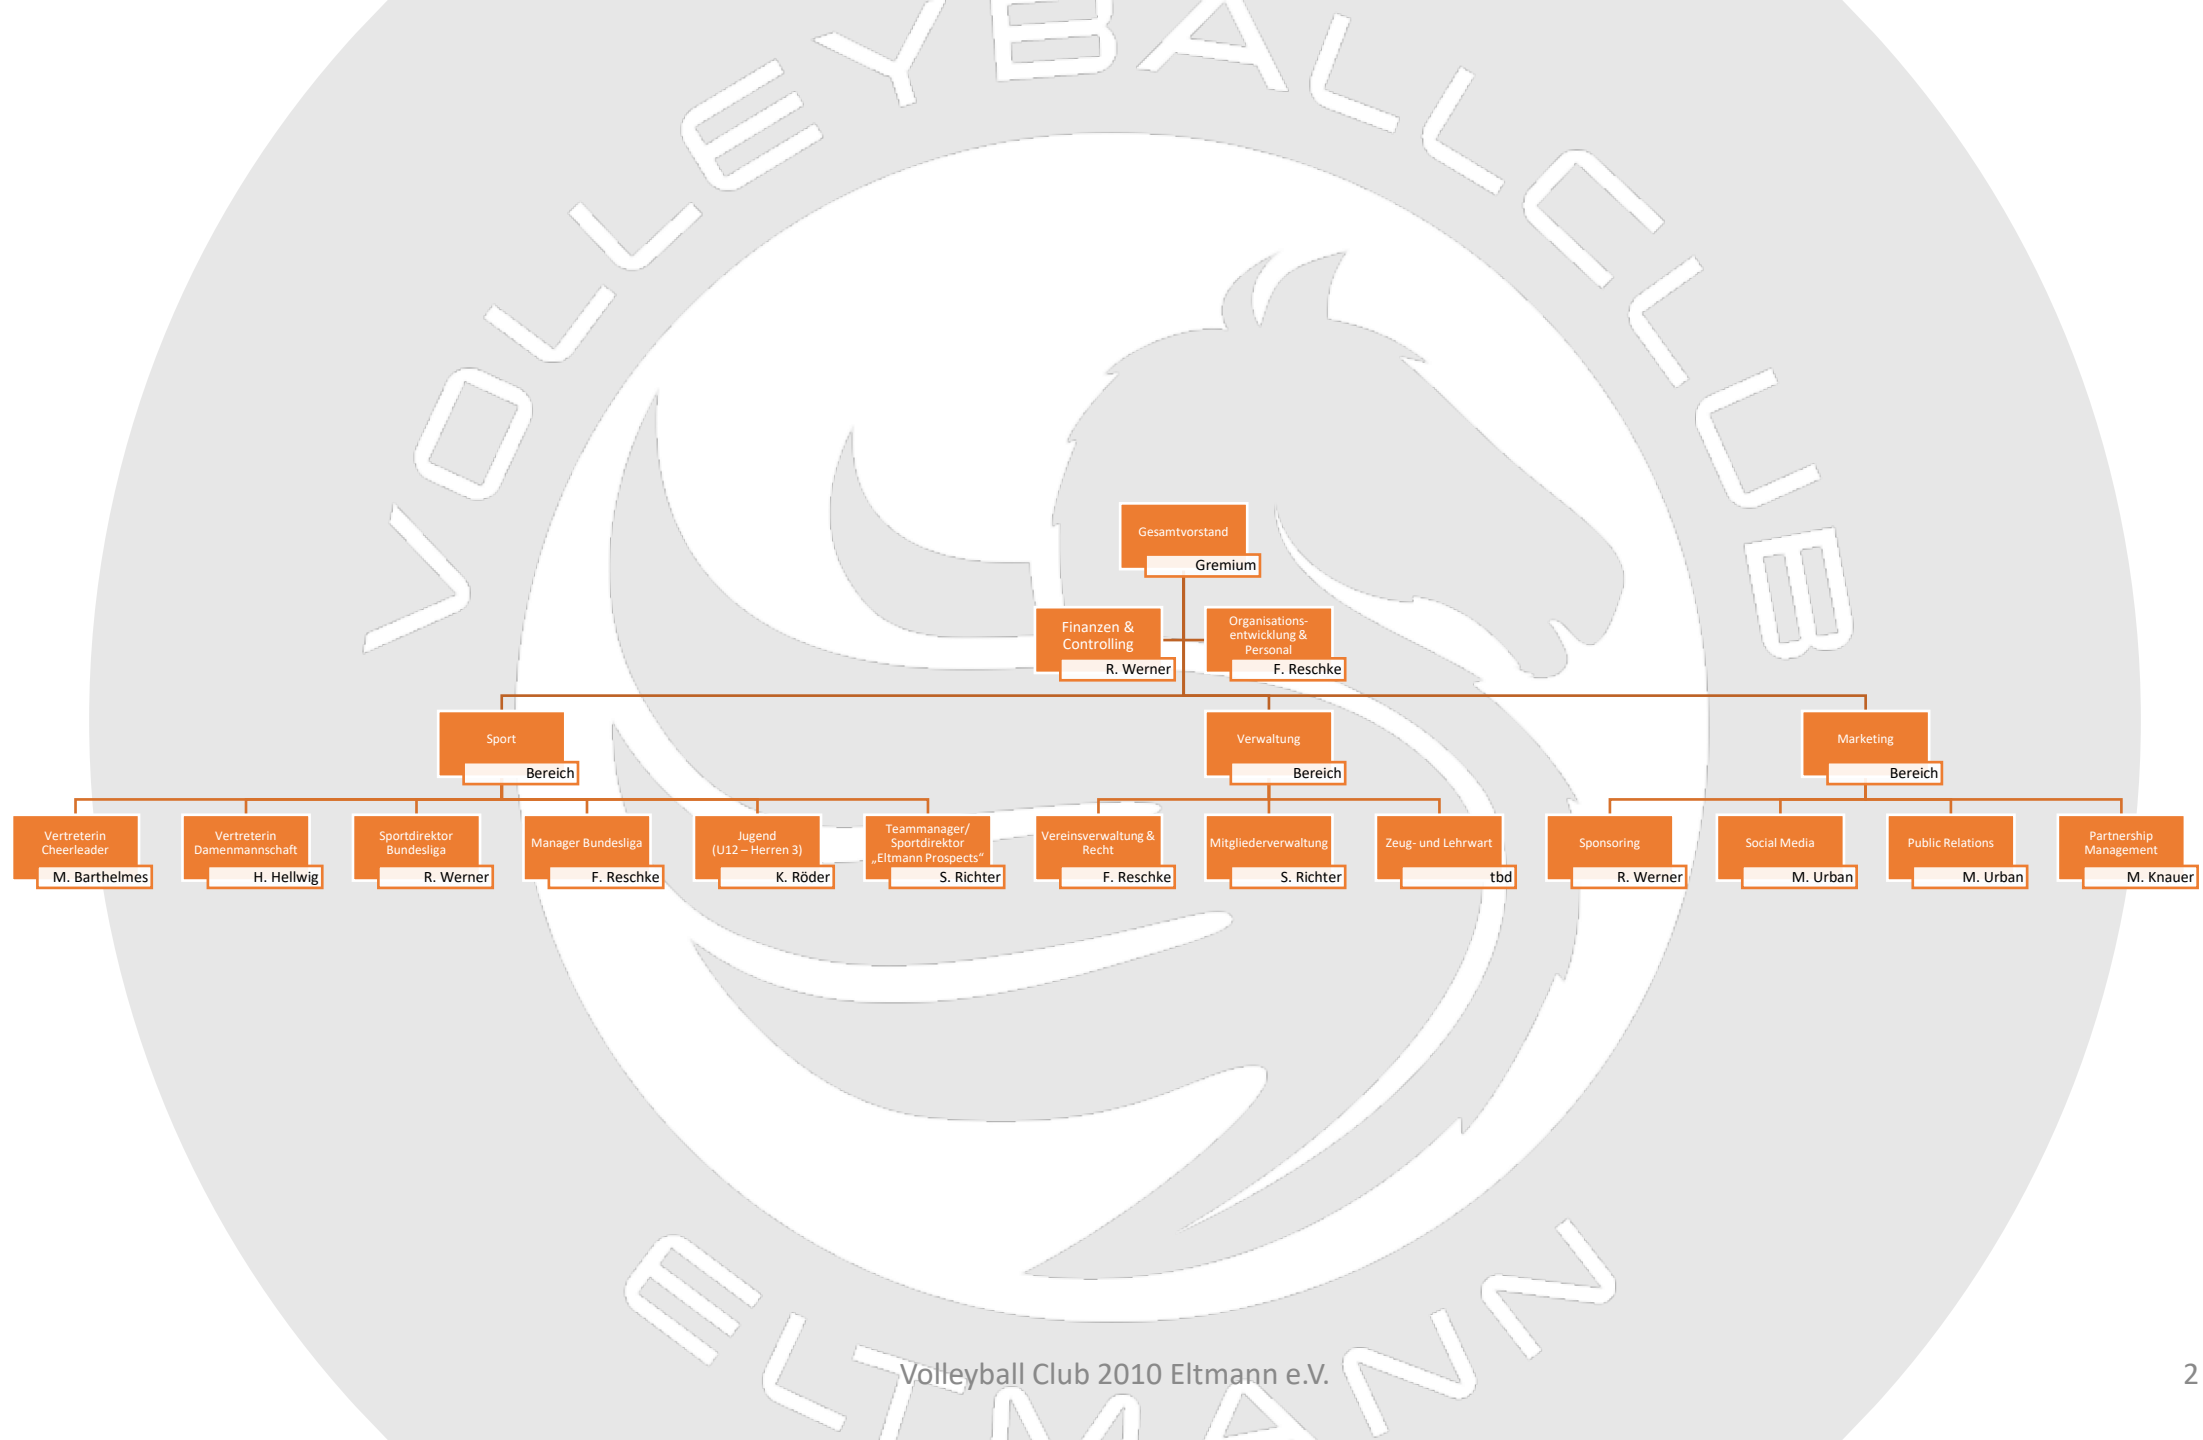 VOLLEYBALLCLUB
Gesamtvorstand
Gremium
Finanzen &
Controlling
R. Werner
Organisations-
entwicklung &
Personal
F. Reschke
Sport
Bereich
Verwaltung
Bereich
Marketing
Bereich
Vertreterin
Cheerleader
M. Barthelmes
Vertreterin
Damenmannschaft
H. Hellwig
Sportdirektor
Bundesliga
R. Werner
Manager Bundesliga
F. Reschke
Jugend
(U12 – Herren 3)
K. Röder
Teammanager/
Sportdirektor
„Eltmann Prospects“
S. Richter
Vereinsverwaltung &
Recht
F. Reschke
Mitgliederverwaltung
S. Richter
Zeug- und Lehrwart
tbd
Sponsoring
R. Werner
Social Media
M. Urban
Public Relations
M. Urban
Partnership
Management
M. Knauer
ELTMANN
Volleyball Club 2010 Eltmann e.V.
2